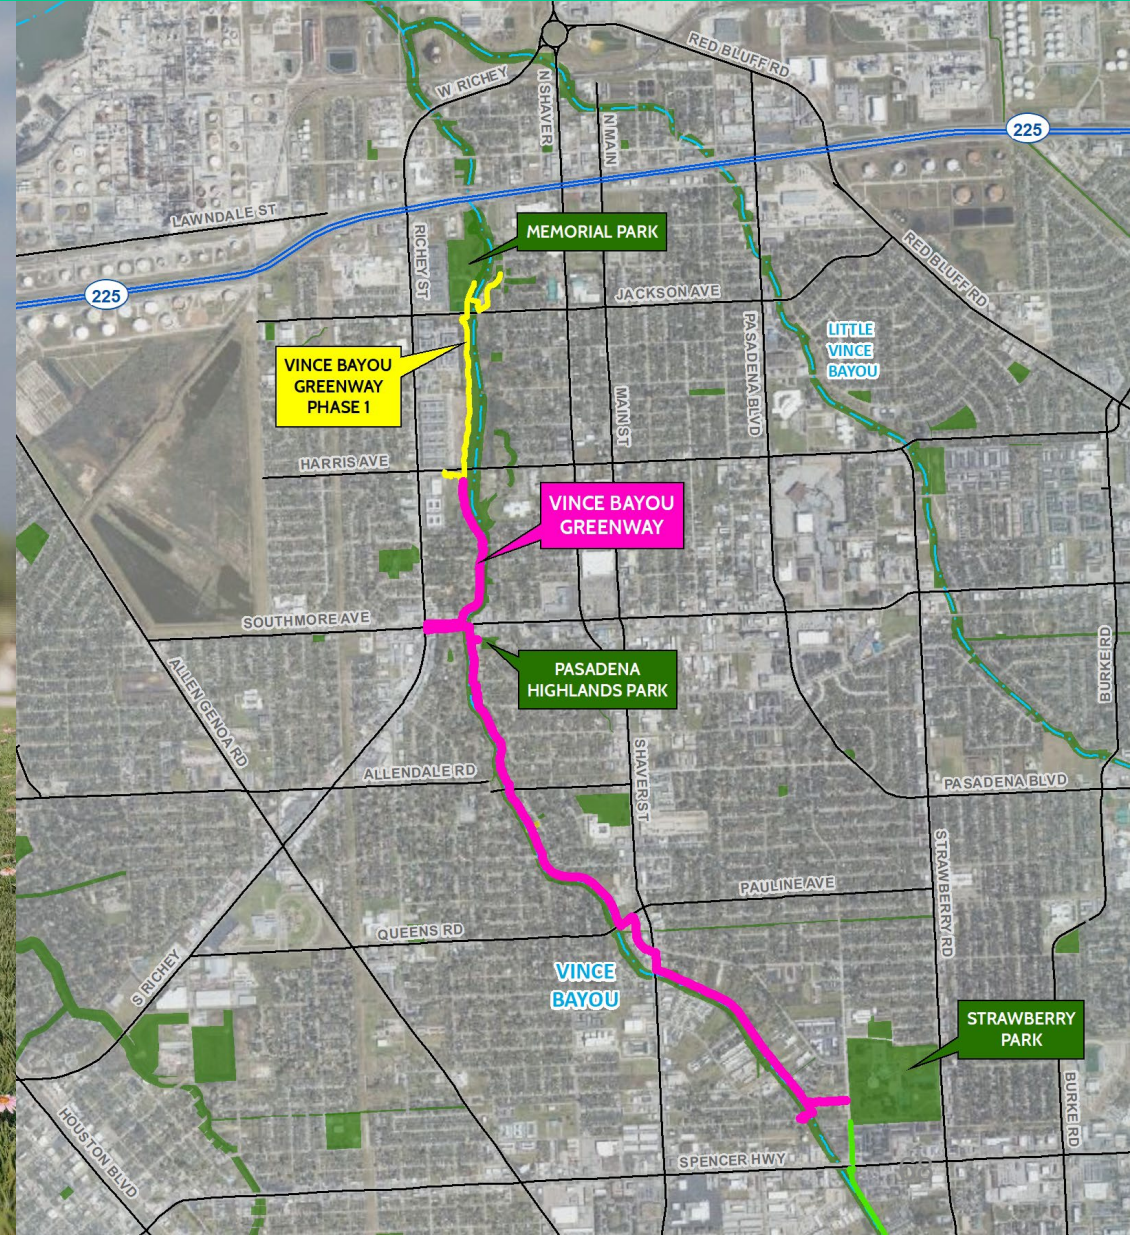 RED BLUFF RD
W RICHEY
N SHAVER
N MAIN
225
LAWNDALE ST
MEMORIAL PARK
RICHEY ST
RED BLUFF RD
225
JACKSON AVE
VINCE BAYOU
GREENWAY
PHASE 1
PASADENA BLVD
LITTLE
VINCE
BAYOU
MAIN ST
HARRIS AVE
VINCE BAYOU
GREENWAY
SOUTHMORE AVE
PASADENA
HIGHLANDS PARK
BURKE RD
ALLEN GENOA RD
SHAVER ST
ALLENDALE RD
PASADENA BLVD
STRAWBERRY RD
PAULINE AVE
QUEENS RD
S RICHEY
VINCE
BAYOU
STRAWBERRY
PARK
BURKE RD
HOUSTON BLVD
SPENCER HWY